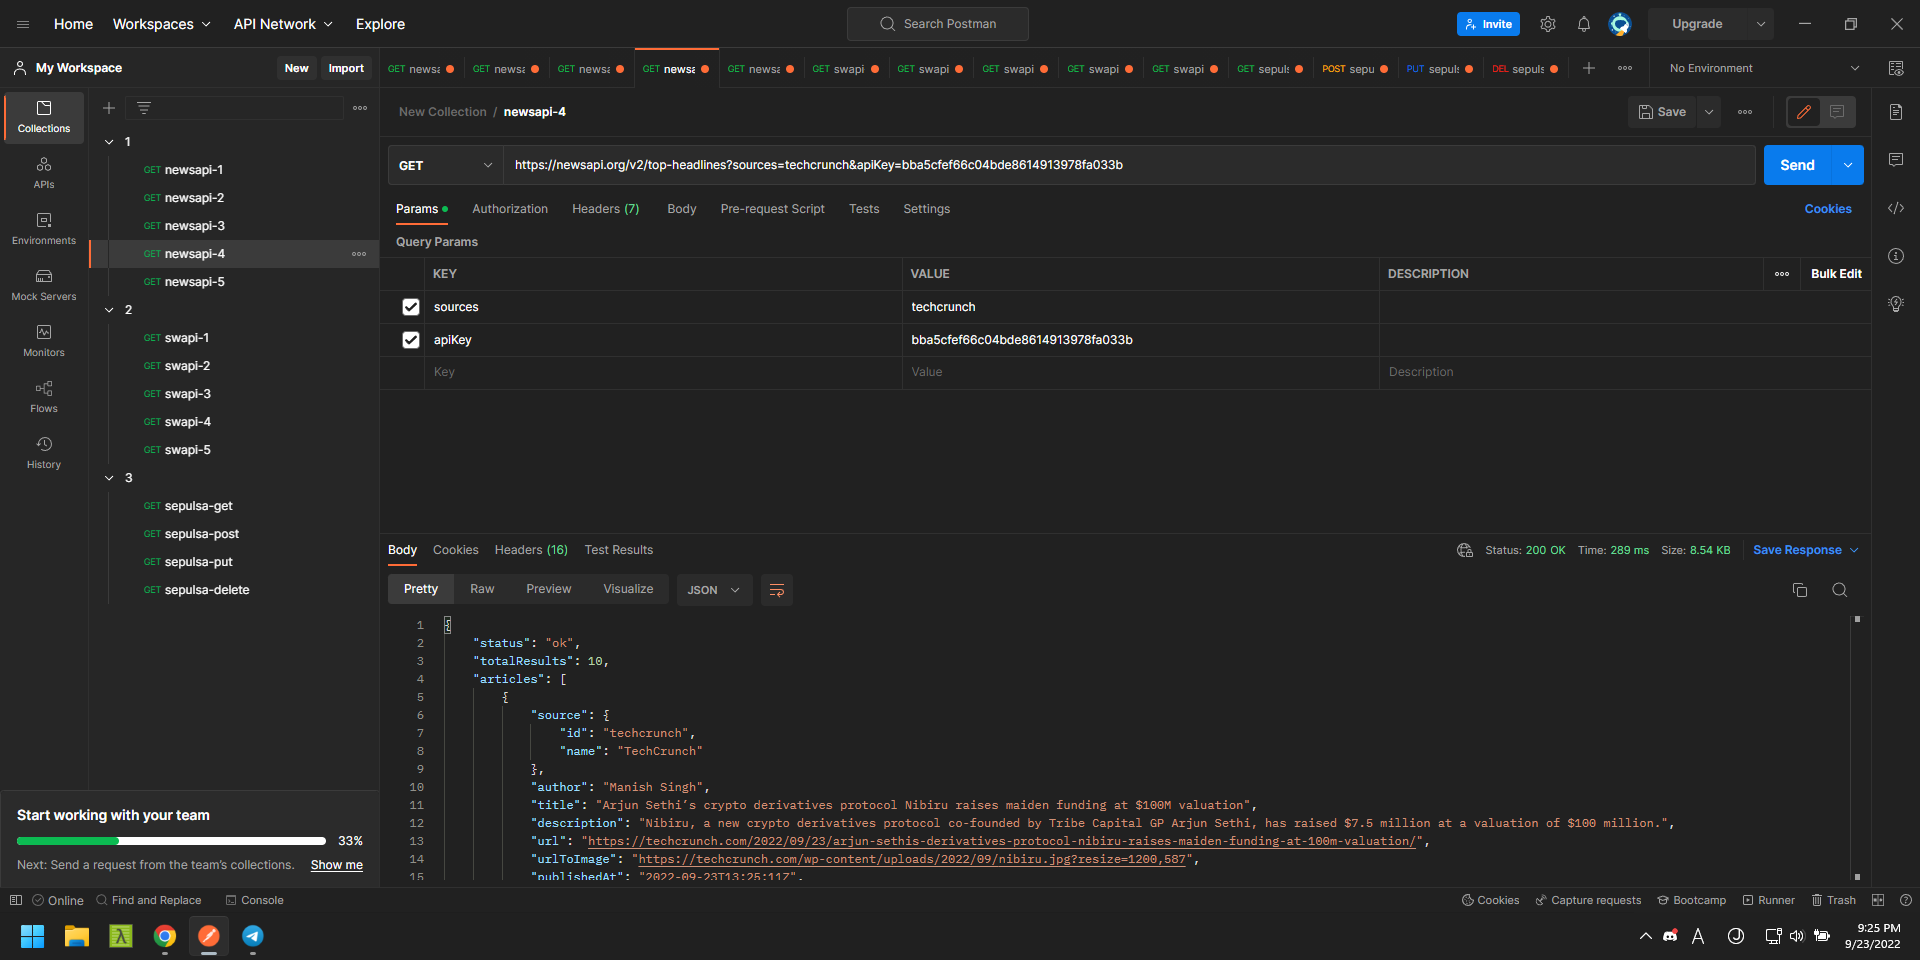 Home Workspaces API Network Explore Search Postman Invite Upgrade
My Workspace New Import
GET newsa GET newsa GET newsa GET newsa GET newsa GET swapi GET swapi GET swapi GET swapi GET swapi GET sepuls POST sepu PUT sepuls DEL sepuls No Environment
Collections
APIs
Environments
Mock Servers
Monitors
Flows
History
1
GET newsapi-1
GET newsapi-2
GET newsapi-3
GET newsapi-4
GET newsapi-5
2
GET swapi-1
GET swapi-2
GET swapi-3
GET swapi-4
GET swapi-5
3
GET sepulsa-get
GET sepulsa-post
GET sepulsa-put
GET sepulsa-delete
Start working with your team
33%
Next: Send a request from the team's collections. Show me
New Collection / newsapi-4 Save
GET https://newsapi.org/v2/top-headlines?sources=techcrunch&apiKey=bba5cfef66c04bde8614913978fa033b Send
Params Authorization Headers (7) Body Pre-request Script Tests Settings Cookies
Query Params
KEY VALUE DESCRIPTION Bulk Edit
sources techcrunch
apiKey bba5cfef66c04bde8614913978fa033b
Key Value Description
Body Cookies Headers (16) Test Results Status: 200 OK Time: 289 ms Size: 8.54 KB Save Response
Pretty Raw Preview Visualize JSON
1 {
2 "status": "ok",
3 "totalResults": 10,
4 "articles": [
5 {
6 "source": {
7 "id": "techcrunch",
8 "name": "TechCrunch"
9 },
10 "author": "Manish Singh",
11 "title": "Arjun Sethi’s crypto derivatives protocol Nibiru raises maiden funding at $100M valuation",
12 "description": "Nibiru, a new crypto derivatives protocol co-founded by Tribe Capital GP Arjun Sethi, has raised $7.5 million at a valuation of $100 million.",
13 "url": "https://techcrunch.com/2022/09/23/arjun-sethis-derivatives-protocol-nibiru-raises-maiden-funding-at-100m-valuation/",
14 "urlToImage": "https://techcrunch.com/wp-content/uploads/2022/09/nibiru.jpg?resize=1200,587",
15 "publishedAt": "2022-09-23T13:25:11Z",
Online Find and Replace Console Cookies Capture requests Bootcamp Runner Trash
9:25 PM
9/23/2022